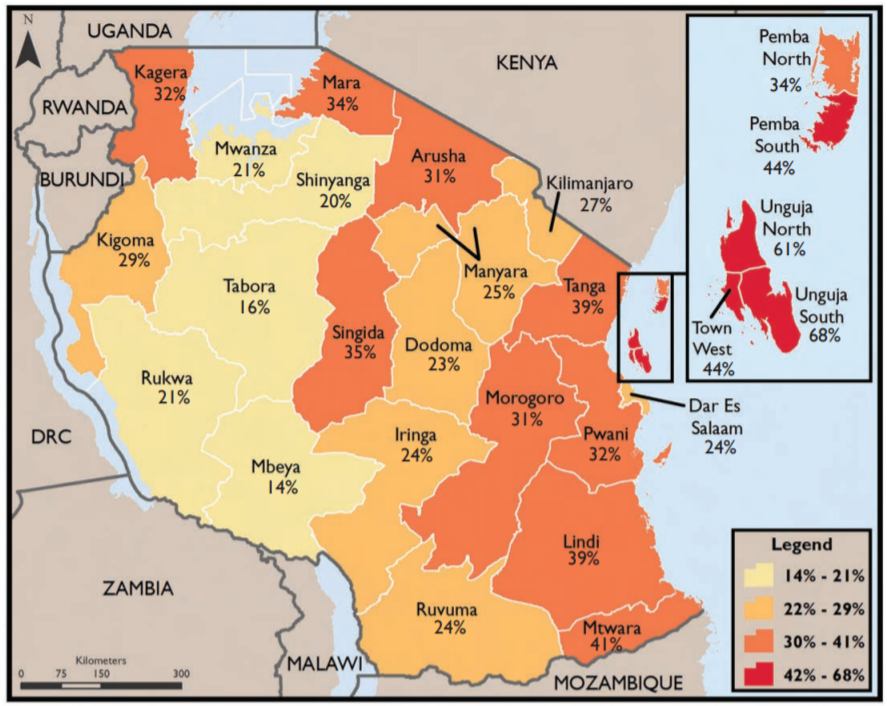 N
UGANDA
KENYA
RWANDA
BURUNDI
Kagera
32%
Mara
34%
Mwanza
21%
Shinyanga
20%
Arusha
31%
Kilimanjaro
27%
Kigoma
29%
Tabora
16%
Singida
35%
Manyara
25%
Tanga
39%
Dodoma
23%
Rukwa
21%
Morogoro
31%
Pwani
32%
Dar Es
Salaam
24%
DRC
Mbeya
14%
Iringa
24%
Lindi
39%
Ruvuma
24%
Mtwara
41%
ZAMBIA
MALAWI
MOZAMBIQUE
Pemba
North
34%
Pemba
South
44%
Unguja
North
61%
Unguja
South
68%
Town
West
44%
Legend
14% - 21%
22% - 29%
30% - 41%
42% - 68%
Kilometers
0 75 150 300